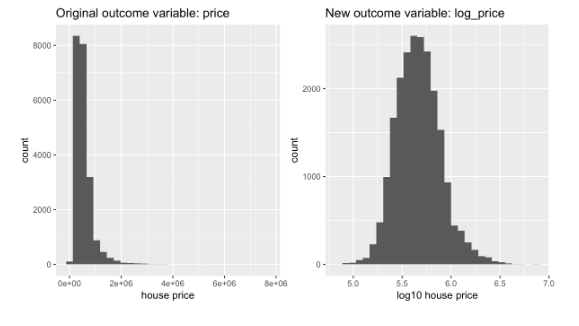 Original outcome variable: price
8000
6000
4000
2000
0
count
0e+00 2e+06 4e+06 6e+06 8e+06
house price
New outcome variable: log_price
2000
1000
0
count
5.0 5.5 6.0 6.5 7.0
log10 house price